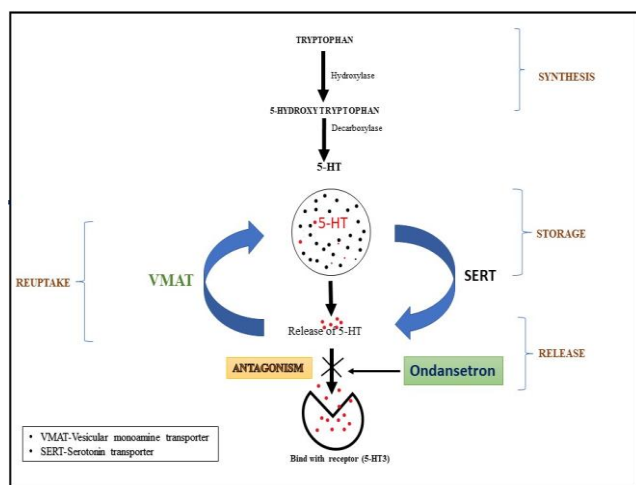 TRYPTOPHAN
Hydroxylase
SYNTHESIS
5-HYDROXYTRYPTOPHAN
Decarboxylase
5-HT
5-HT
STORAGE
REUPTAKE
VMAT
SERT
Release of 5-HT
RELEASE
ANTAGONISM
Ondansetron
Bind with receptor (5-HT3)
• VMAT-Vesicular monoamine transporter
• SERT-Serotonin transporter